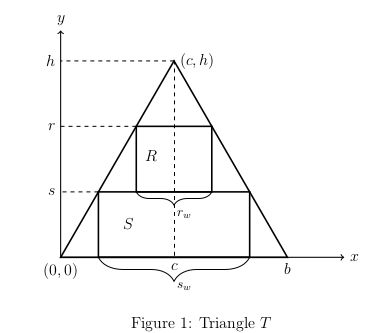 y
h
(c, h)
r
R
r_w
s
S
(0, 0)
c
b
x
s_w
Figure 1: Triangle T